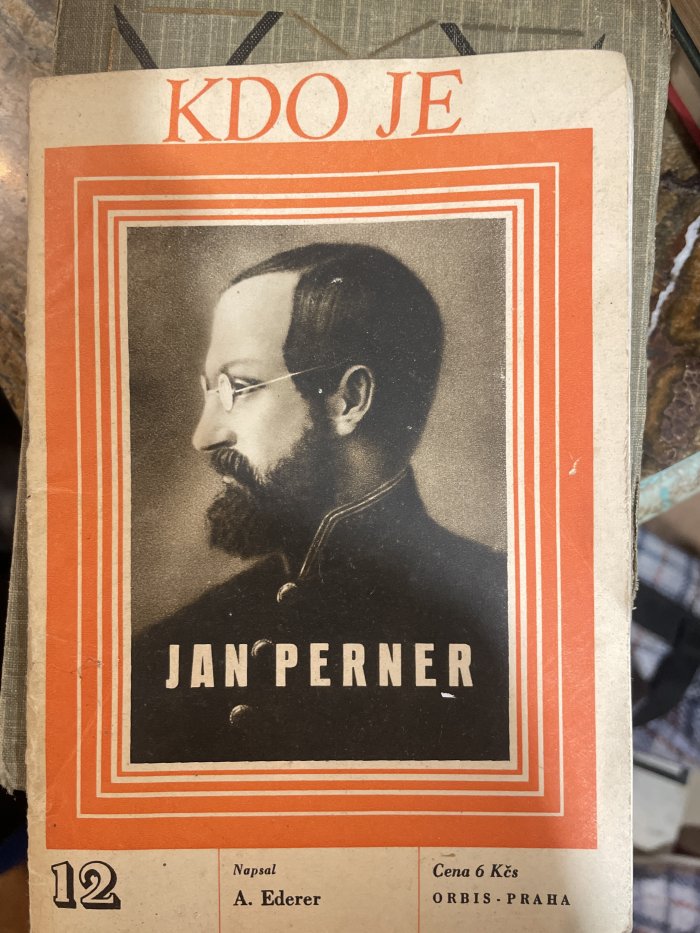 KDO JE
JAN PERNER
12
Napsal
A. Ederer
Cena 6 Kčs
ORBIS - PRAHA